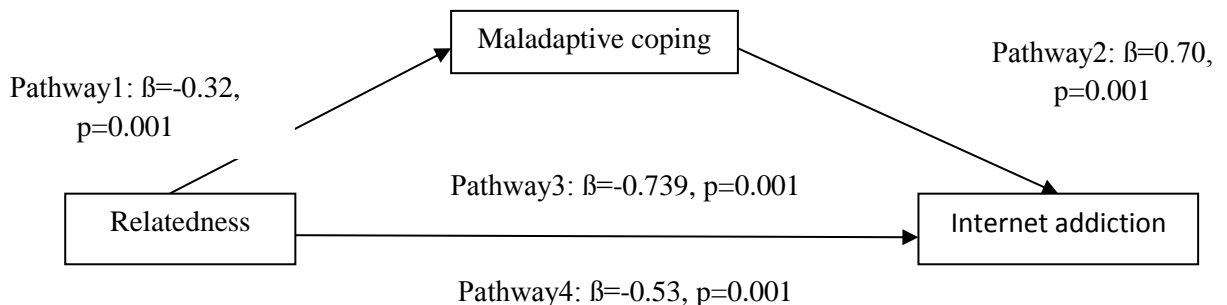 Maladaptive coping
Pathway2: ß=0.70,
p=0.001
Pathway1: ß=-0.32,
p=0.001
Pathway3: ß=-0.739, p=0.001
Relatedness
Internet addiction
Pathway4: ß=-0.53, p=0.001